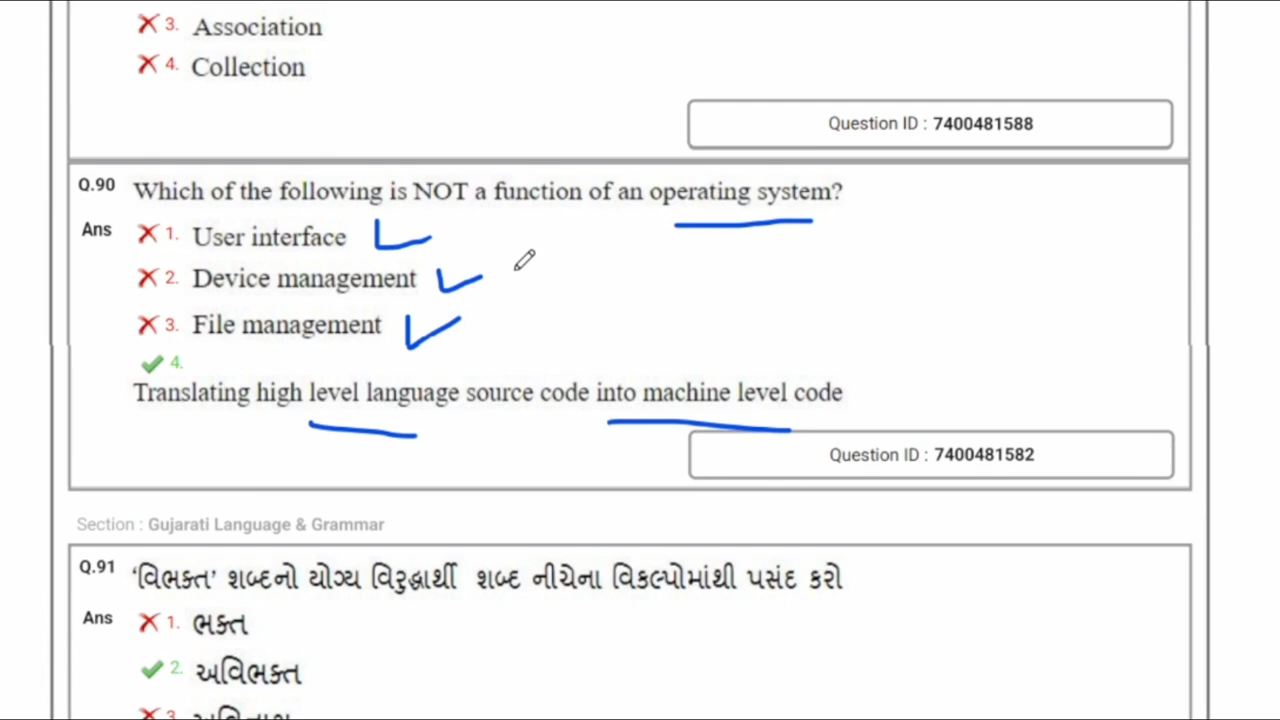 3. Association
4. Collection
Question ID : 7400481588
Q.90 Which of the following is NOT a function of an operating system?
Ans 1. User interface
2. Device management
3. File management
4.
Translating high level language source code into machine level code
Question ID : 7400481582
Section : Gujarati Language & Grammar
Q.91 ‘વિભક્ત’ શબ્દનો યોગ્ય વિરુદ્ધાર્થી શબ્દ નીચેના વિકલ્પોમાંથી પસંદ કરો
Ans 1. ભક્ત
2. અવિભક્ત
3.